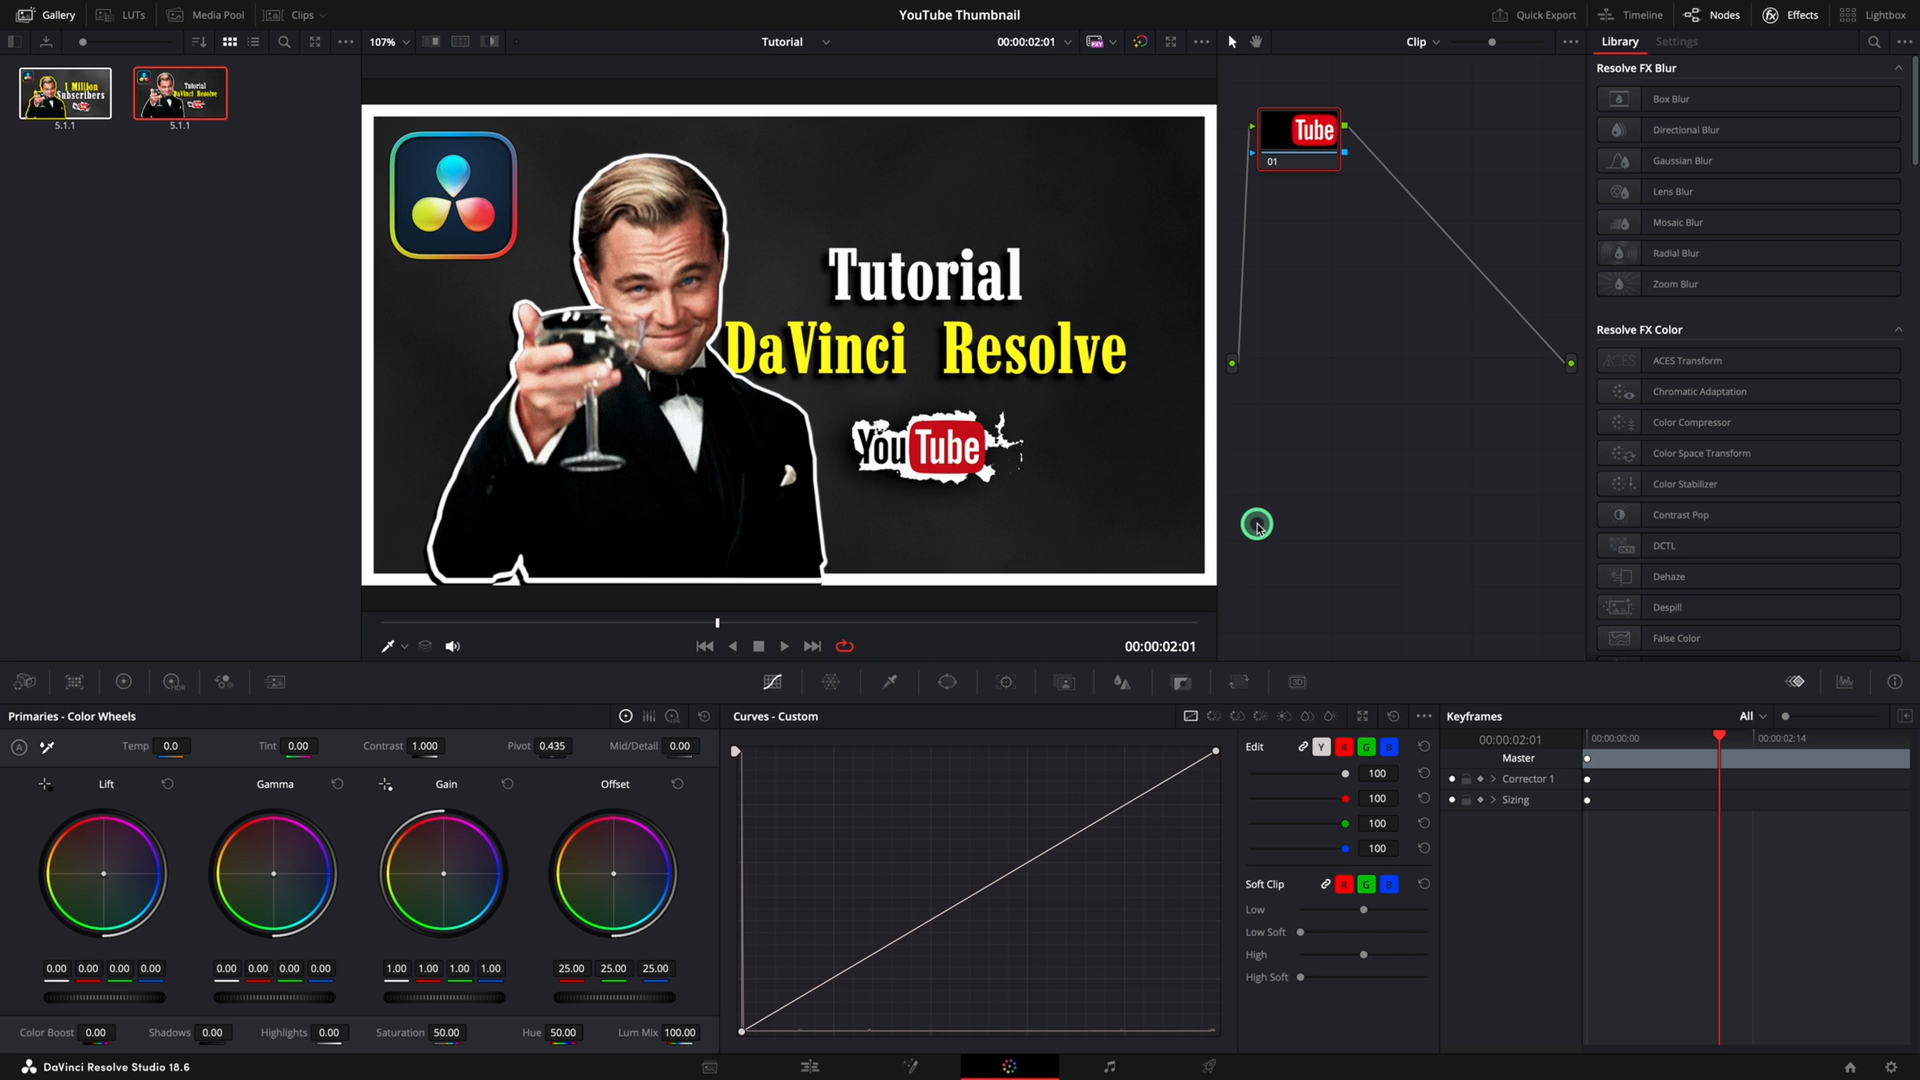 Gallery
LUTs
Media Pool
Clips
YouTube Thumbnail
Quick Export
Timeline
Nodes
Effects
Lightbox
107%
Tutorial
00:00:02:01
PXY
Clip
Library
Settings
1 Million
Subscribers
5.1.1
Tutorial
DaVinci Resolve
5.1.1
Tutorial
DaVinci Resolve
YouTube
Tube
01
Resolve FX Blur
Box Blur
Directional Blur
Gaussian Blur
Lens Blur
Mosaic Blur
Radial Blur
Zoom Blur
Resolve FX Color
ACES Transform
Chromatic Adaptation
Color Compressor
Color Space Transform
Color Stabilizer
Contrast Pop
DCTL
Dehaze
Despill
False Color
00:00:02:01
HDR
3D
Primaries - Color Wheels
Curves - Custom
Keyframes
All
A
Temp 0.0
Tint 0.00
Contrast 1.000
Pivot 0.435
Mid/Detail 0.00
Lift
Gamma
Gain
Offset
0.00 0.00 0.00 0.00
0.00 0.00 0.00 0.00
1.00 1.00 1.00 1.00
25.00 25.00 25.00
Color Boost 0.00
Shadows 0.00
Highlights 0.00
Saturation 50.00
Hue 50.00
Lum Mix 100.00
Edit Y R G B
100
100
100
100
Soft Clip R G B
Low
Low Soft
High
High Soft
00:00:02:01
00:00:00:00
00:00:02:14
Master
Corrector 1
Sizing
DaVinci Resolve Studio 18.6